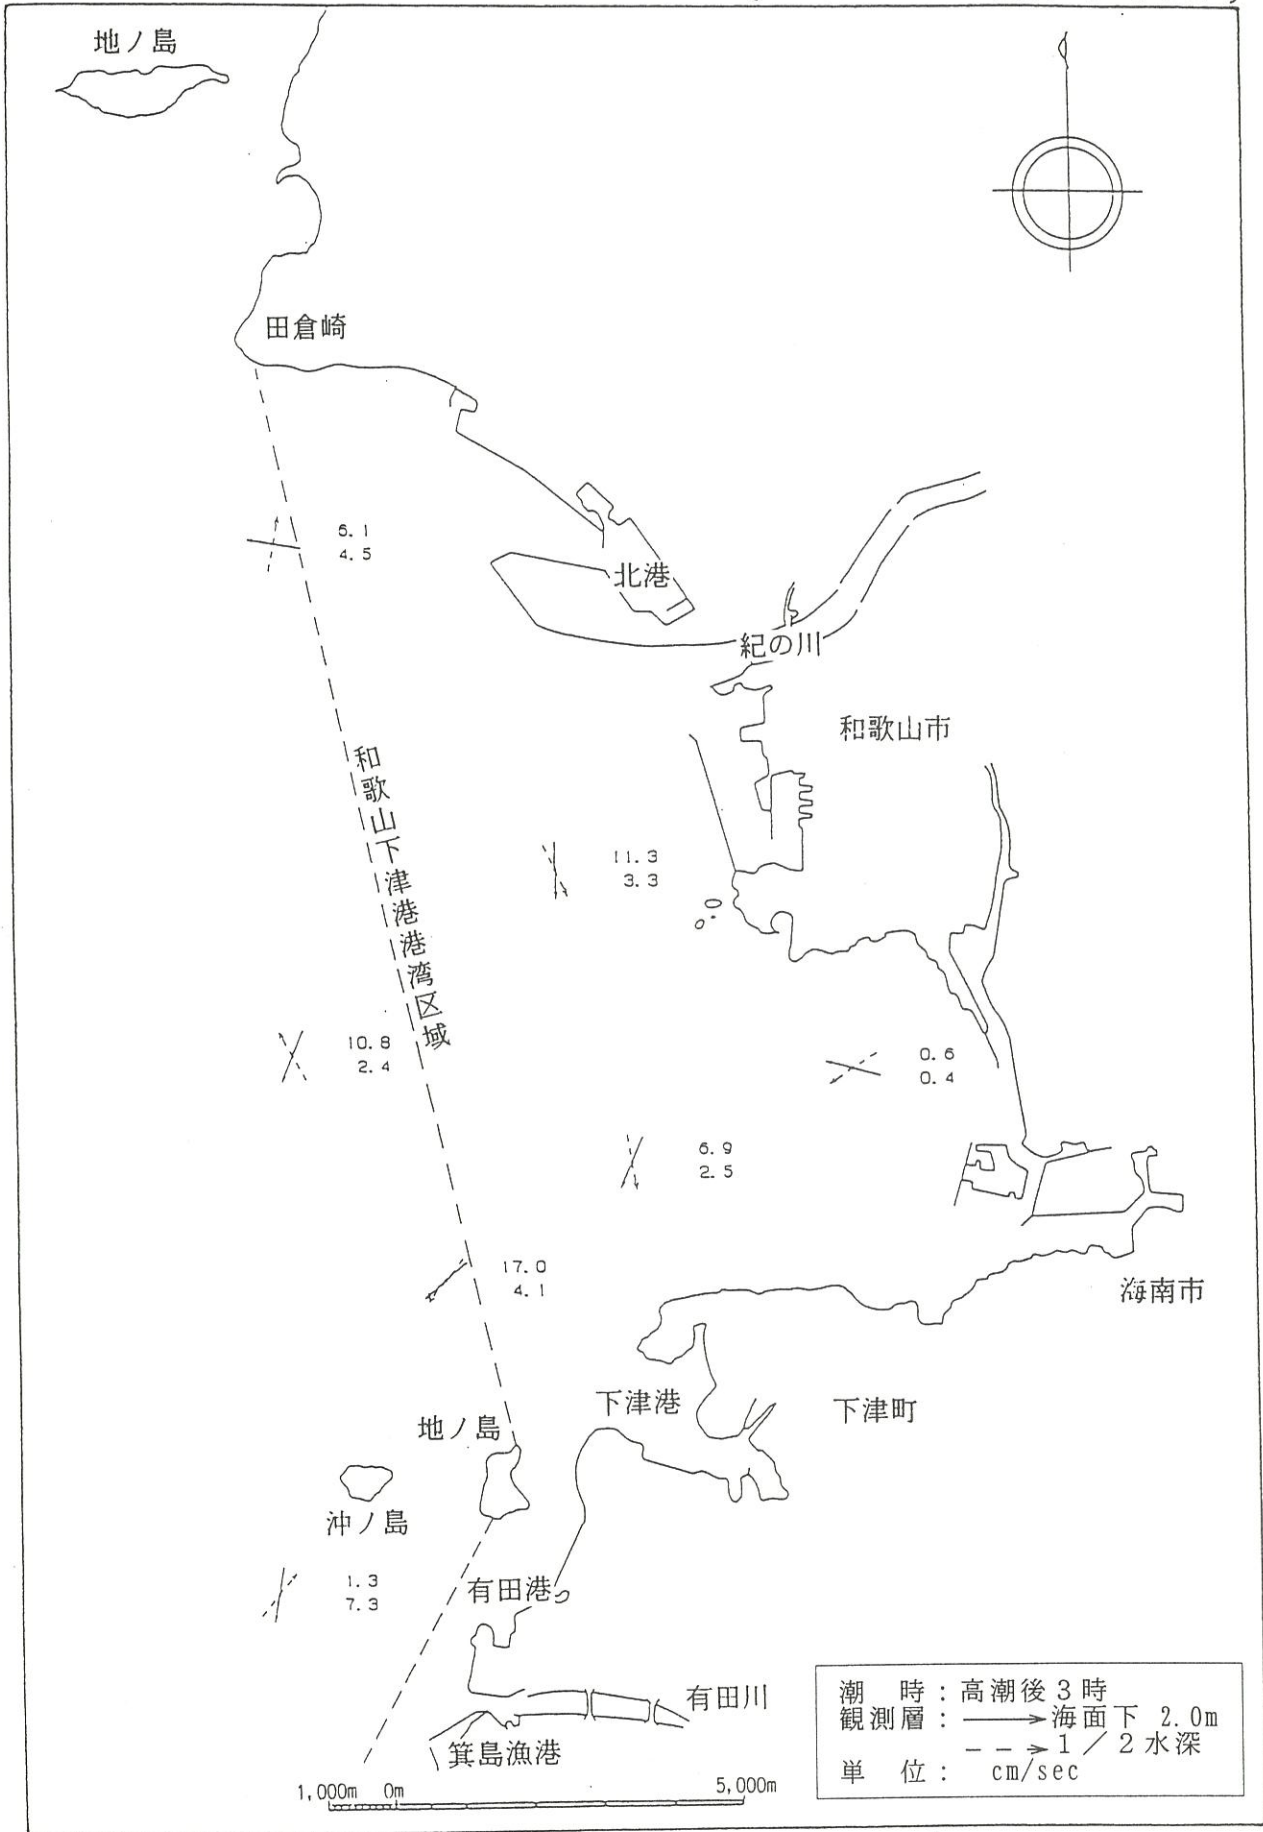 地ノ島
田倉崎
6.1
4.5
北港
紀の川
和歌山市
和歌山下津港港湾区域
11.3
3.3
10.8
2.4
0.6
0.4
6.9
2.5
17.0
4.1
海南市
下津港
下津町
地ノ島
沖ノ島
1.3
7.3
有田港
有田川
箕島漁港
1,000m 0m 5,000m
潮 時：高潮後3時
観測層：海面下 2.0m
1／2水深
単 位： cm/sec